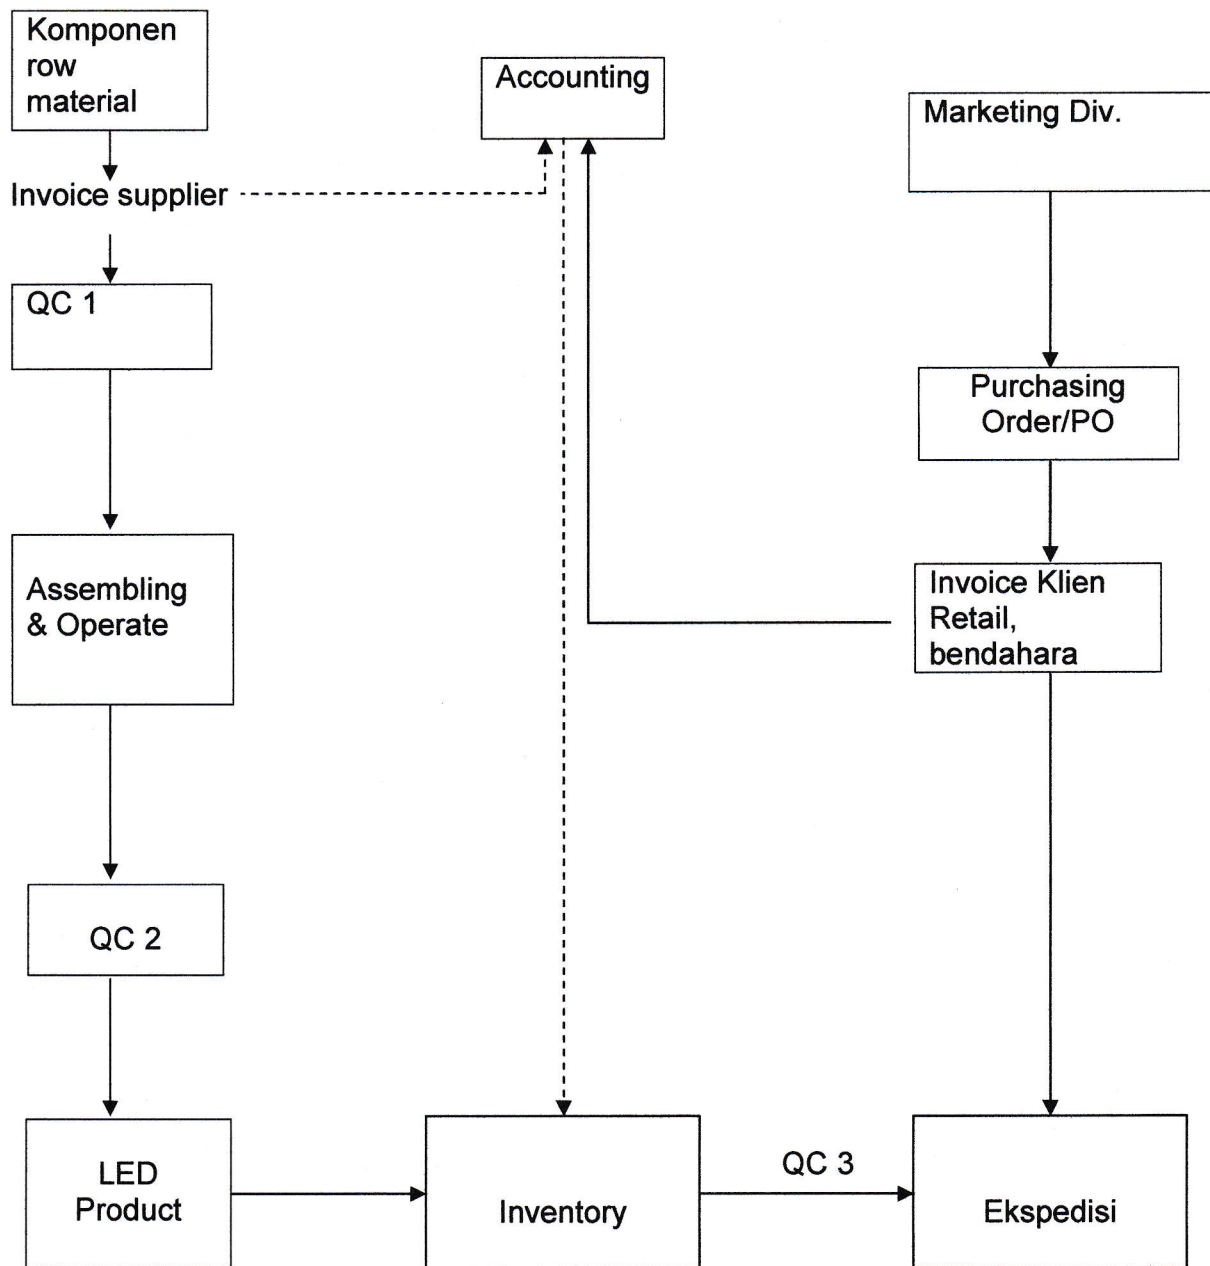 Komponen
row
material
Accounting
Marketing Div.
Invoice supplier
QC 1
Purchasing
Order/PO
Invoice Klien
Retail,
bendahara
Assembling
& Operate
QC 2
LED
Product
Inventory
QC 3
Ekspedisi